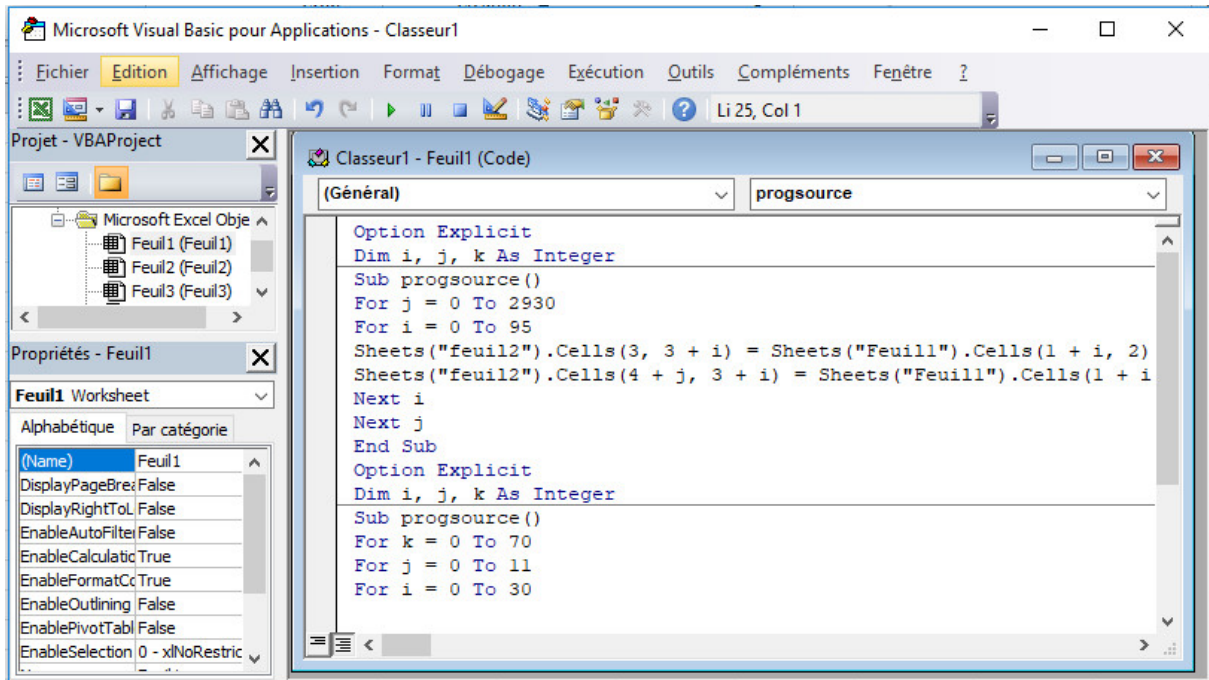 Microsoft Visual Basic pour Applications - Classeur1
Fichier Edition Affichage Insertion Format Débogage Exécution Outils Compléments Fenêtre ?
Li 25, Col 1
Projet - VBAProject
Microsoft Excel Obje
Feuil1 (Feuil1)
Feuil2 (Feuil2)
Feuil3 (Feuil3)
Propriétés - Feuil1
Feuil1 Worksheet
Alphabétique Par catégorie
(Name) Feuil1
DisplayPageBrea False
DisplayRightToL False
EnableAutoFilter False
EnableCalculatic True
EnableFormatCo True
EnableOutlining False
EnablePivotTabl False
EnableSelection 0 - xlNoRestric
Classeur1 - Feuil1 (Code)
(Général) progsource
Option Explicit
Dim i, j, k As Integer
Sub progsource()
For j = 0 To 2930
For i = 0 To 95
Sheets("feuil2").Cells(3, 3 + i) = Sheets("Feuil1").Cells(1 + i, 2)
Sheets("feuil2").Cells(4 + j, 3 + i) = Sheets("Feuil1").Cells(1 + i
Next i
Next j
End Sub
Option Explicit
Dim i, j, k As Integer
Sub progsource()
For k = 0 To 70
For j = 0 To 11
For i = 0 To 30